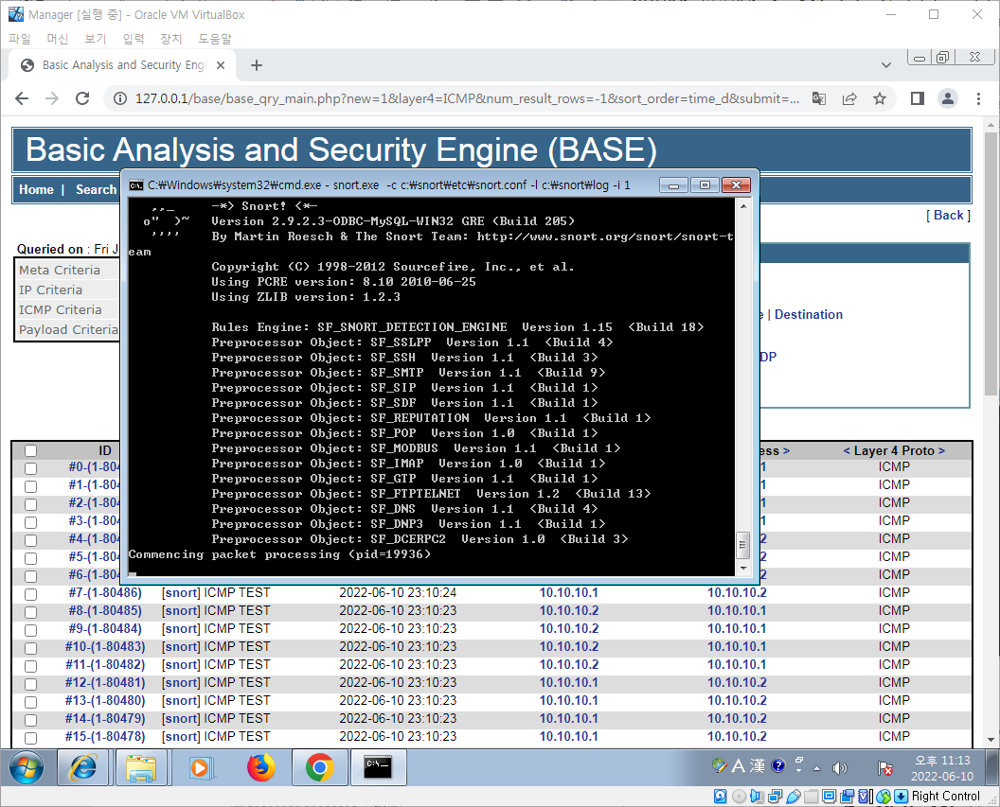 Manager [실행 중] - Oracle VM VirtualBox
파일 머신 보기 입력 장치 도움말
Basic Analysis and Security Engi
127.0.0.1/base/base_qry_main.php?new=1&layer4=ICMP&num_result_rows=-1&sort_order=time_d&submit=...
Basic Analysis and Security Engine (BASE)
Home | Search
[ Back ]
C:₩Windows₩system32₩cmd.exe - snort.exe -c c:₩snort₩etc₩snort.conf -l c:₩snort₩log -i 1
,,_ -*> Snort! <*-
o" )~ Version 2.9.2.3-ODBC-MySQL-WIN32 GRE (Build 205)
'''' By Martin Roesch & The Snort Team: http://www.snort.org/snort/snort-t
eam
Copyright (C) 1998-2012 Sourcefire, Inc., et al.
Using PCRE version: 8.10 2010-06-25
Using ZLIB version: 1.2.3
Rules Engine: SF_SNORT_DETECTION_ENGINE Version 1.15 <Build 18>
Preprocessor Object: SF_SSLPP Version 1.1 <Build 4>
Preprocessor Object: SF_SSH Version 1.1 <Build 3>
Preprocessor Object: SF_SMTP Version 1.1 <Build 9>
Preprocessor Object: SF_SIP Version 1.1 <Build 1>
Preprocessor Object: SF_SDF Version 1.1 <Build 1>
Preprocessor Object: SF_REPUTATION Version 1.1 <Build 1>
Preprocessor Object: SF_POP Version 1.0 <Build 1>
Preprocessor Object: SF_MODBUS Version 1.1 <Build 1>
Preprocessor Object: SF_IMAP Version 1.0 <Build 1>
Preprocessor Object: SF_GTP Version 1.1 <Build 1>
Preprocessor Object: SF_FTPTELNET Version 1.2 <Build 13>
Preprocessor Object: SF_DNS Version 1.1 <Build 4>
Preprocessor Object: SF_DNP3 Version 1.1 <Build 1>
Preprocessor Object: SF_DCERPC2 Version 1.0 <Build 3>
Commencing packet processing (pid=19936)
Queried on : Fri J
Meta Criteria
IP Criteria
ICMP Criteria
Payload Criteria
e | Destination
DP
ID ess > < Layer 4 Proto >
#0-(1-804 1 ICMP
#1-(1-804 1 ICMP
#2-(1-804 1 ICMP
#3-(1-804 1 ICMP
#4-(1-804 2 ICMP
#5-(1-804 2 ICMP
#6-(1-804 2 ICMP
#7-(1-80486) [snort] ICMP TEST 2022-06-10 23:10:24 10.10.10.1 10.10.10.2 ICMP
#8-(1-80485) [snort] ICMP TEST 2022-06-10 23:10:23 10.10.10.2 10.10.10.1 ICMP
#9-(1-80484) [snort] ICMP TEST 2022-06-10 23:10:23 10.10.10.2 10.10.10.1 ICMP
#10-(1-80483) [snort] ICMP TEST 2022-06-10 23:10:23 10.10.10.2 10.10.10.1 ICMP
#11-(1-80482) [snort] ICMP TEST 2022-06-10 23:10:23 10.10.10.2 10.10.10.1 ICMP
#12-(1-80481) [snort] ICMP TEST 2022-06-10 23:10:23 10.10.10.1 10.10.10.2 ICMP
#13-(1-80480) [snort] ICMP TEST 2022-06-10 23:10:23 10.10.10.1 10.10.10.2 ICMP
#14-(1-80479) [snort] ICMP TEST 2022-06-10 23:10:23 10.10.10.1 10.10.10.2 ICMP
#15-(1-80478) [snort] ICMP TEST 2022-06-10 23:10:23 10.10.10.1 10.10.10.2 ICMP
A 漢 오후 11:13
2022-06-10
Right Control